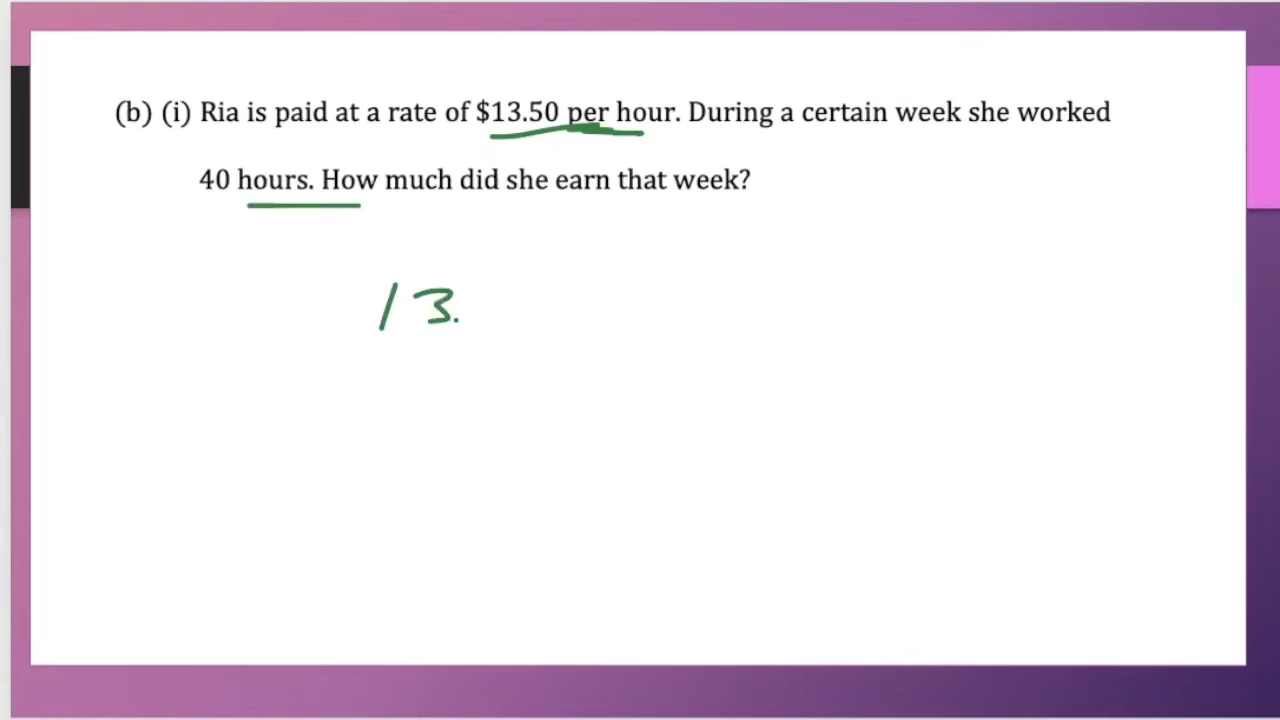 (b) (i) Ria is paid at a rate of $13.50 per hour. During a certain week she worked
40 hours. How much did she earn that week?
13.